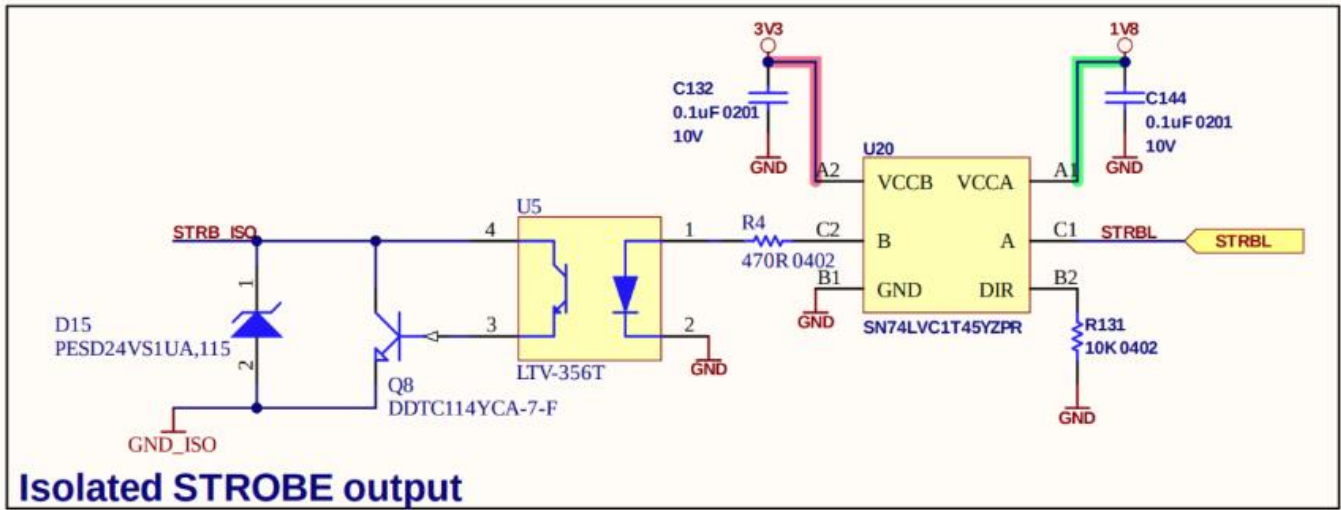 3V3
1V8
C132
0.1uF 0201
10V
GND
C144
0.1uF 0201
10V
GND
U20
A2
VCCB
VCCA
A1
U5
STRB_ISO
4
1
R4
470R 0402
C2
B
A
C1
STRBL
STRBL
B1
GND
GND
DIR
B2
SN74LVC1T45YZPR
R131
10K 0402
GND
1
D15
PESD24VS1UA,115
2
3
2
GND
LTV-356T
Q8
DDTC114YCA-7-F
GND_ISO
Isolated STROBE output